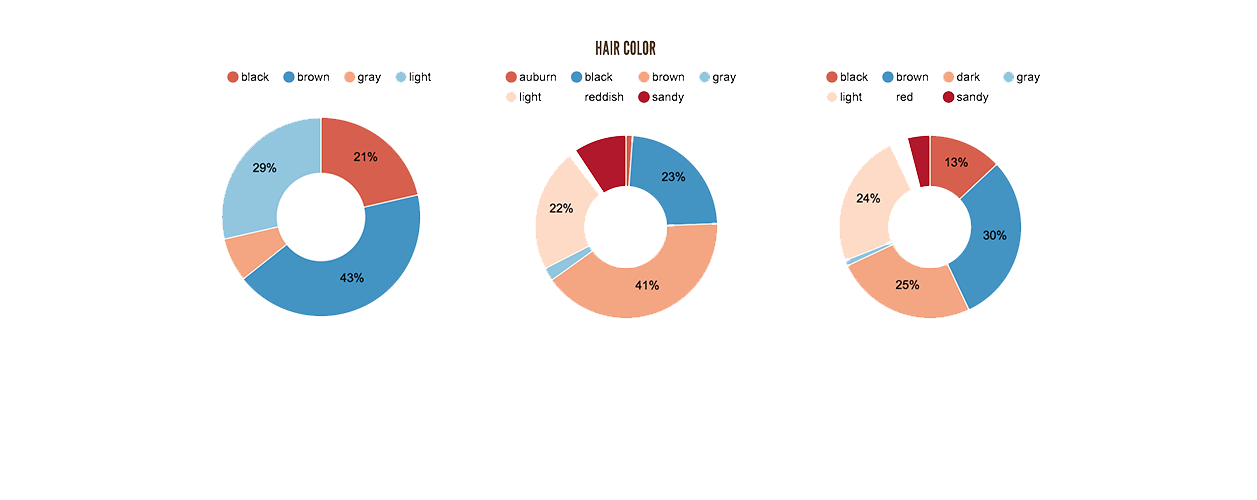 HAIR COLOR
black brown gray light
auburn black brown gray
light reddish sandy
black brown dark gray
light red sandy
21%
29%
43%
23%
22%
41%
13%
24%
30%
25%